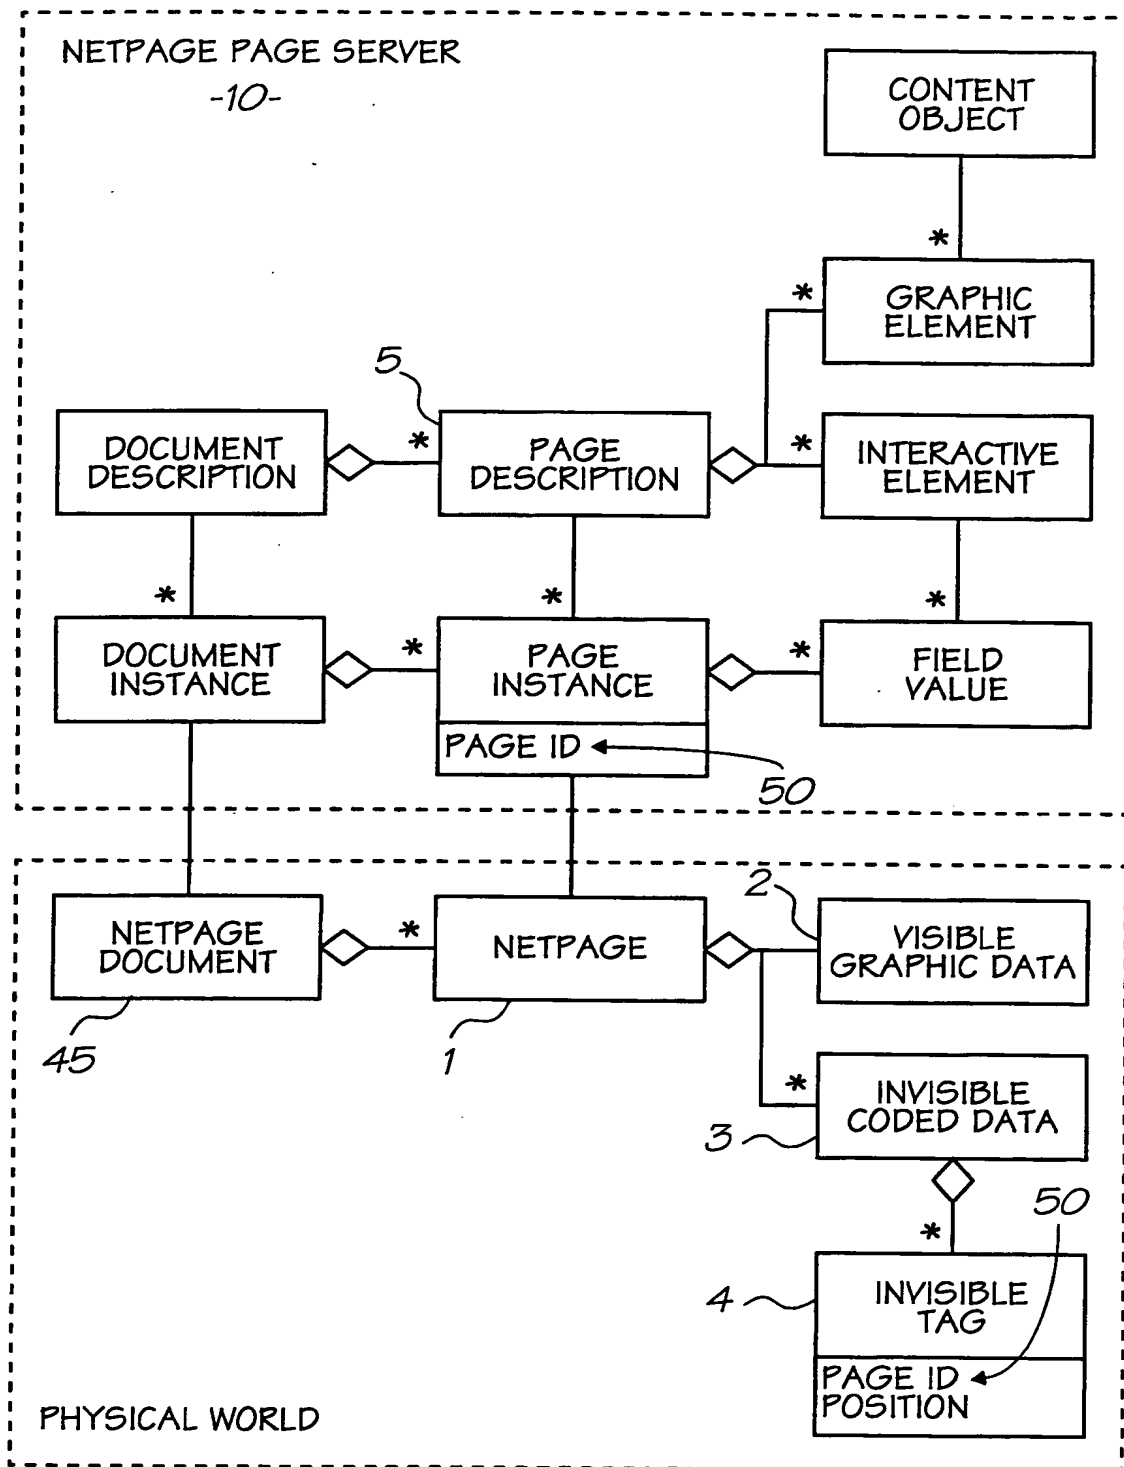 NETPAGE PAGE SERVER
-10-
CONTENT
OBJECT
*
GRAPHIC
ELEMENT
*
5
DOCUMENT
DESCRIPTION
*
PAGE
DESCRIPTION
*
INTERACTIVE
ELEMENT
*
*
*
DOCUMENT
INSTANCE
*
PAGE
INSTANCE
*
FIELD
VALUE
PAGE ID
50
2
NETPAGE
DOCUMENT
*
NETPAGE
VISIBLE
GRAPHIC DATA
45
1
*
INVISIBLE
CODED DATA
3
50
*
4
INVISIBLE
TAG
PAGE ID
POSITION
PHYSICAL WORLD